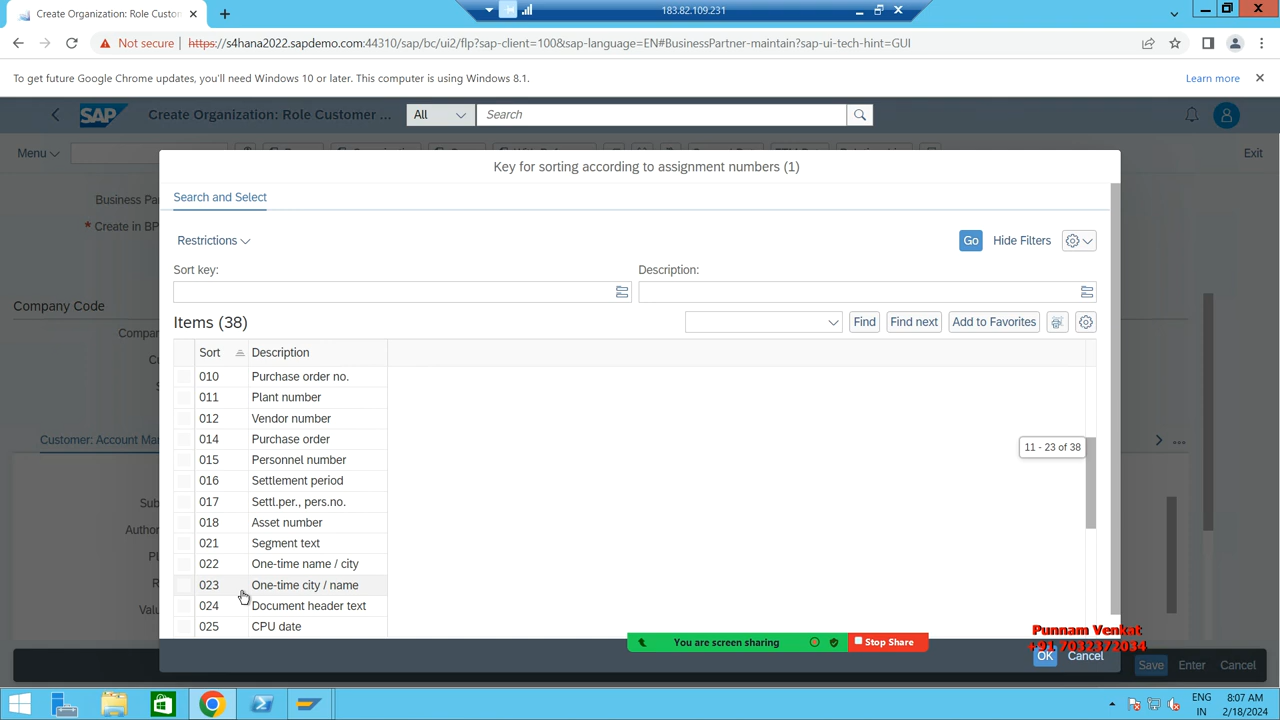 Create Organization: Role Custom
183.82.109.231
Not secure
https://s4hana2022.sapdemo.com:44310/sap/bc/ui2/flp?sap-client=100&sap-language=EN#BusinessPartner-maintain?sap-ui-tech-hint=GUI
To get future Google Chrome updates, you'll need Windows 10 or later. This computer is using Windows 8.1.
Learn more
SAP
Create Organization: Role Customer ...
All
Search
Menu
Exit
Key for sorting according to assignment numbers (1)
Business Pa
* Create in BP
Search and Select
Restrictions
Go
Hide Filters
Sort key:
Description:
Company Code
Items (38)
Find
Find next
Add to Favorites
Sort
Description
010 Purchase order no.
011 Plant number
012 Vendor number
014 Purchase order
015 Personnel number
016 Settlement period
017 Settl.per., pers.no.
018 Asset number
021 Segment text
022 One-time name / city
023 One-time city / name
024 Document header text
025 CPU date
11 - 23 of 38
Customer: Account Ma
You are screen sharing
Stop Share
Punnam Venkat
+91 7032372034
OK
Cancel
Save
Enter
Cancel
ENG
IN
8:07 AM
2/18/2024